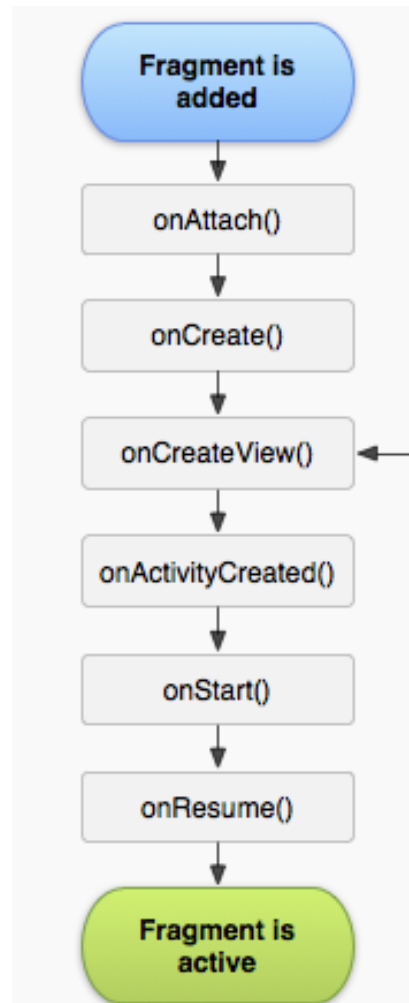 Fragment is
added
onAttach()
onCreate()
onCreateView()
onActivityCreated()
onStart()
onResume()
Fragment is
active